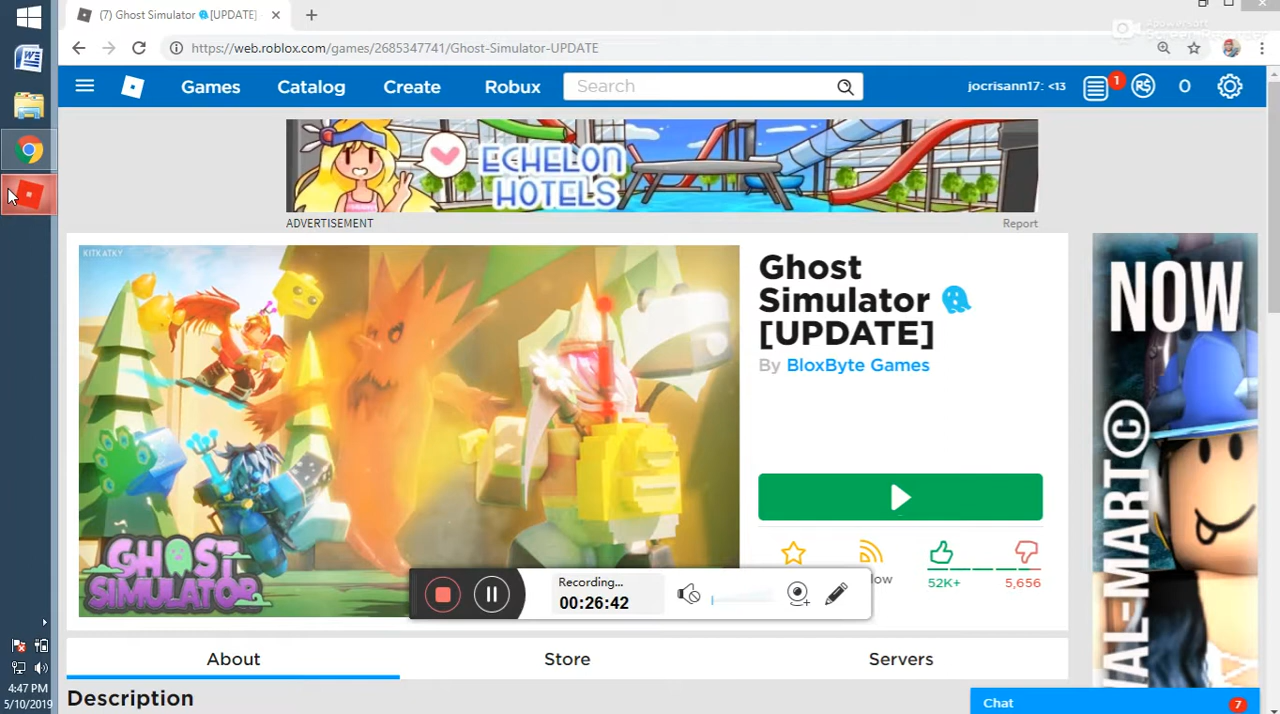 (7) Ghost Simulator [UPDATE]
https://web.roblox.com/games/2685347741/Ghost-Simulator-UPDATE
Games Catalog Create Robux Search jocrisann17: <13 1 R$ 0
ECHELON
HOTELS
ADVERTISEMENT Report
KITKATKY
Ghost
Simulator
[UPDATE]
By BloxByte Games
GHOST
SIMULATOR
52K+ 5,656
Recording...
00:26:42
NOW
AL-MART©
About Store Servers
Description
Chat 7
4:47 PM
5/10/2019